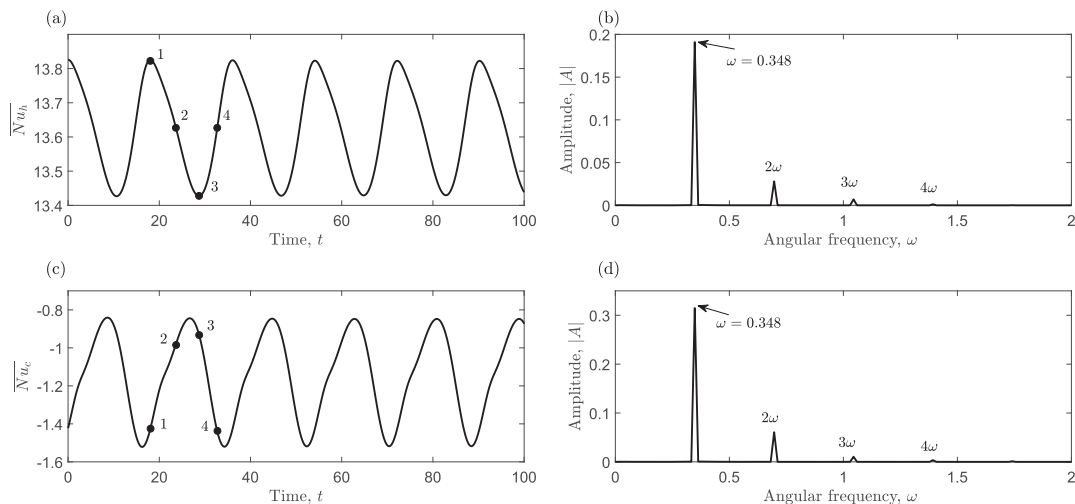 (a)
13.8
13.7
13.6
13.5
13.4
Nu_h
1
2
3
4
0 20 40 60 80 100
Time, t
(b)
0.2
0.15
0.1
0.05
0
Amplitude, |A|
ω = 0.348
2ω
3ω
4ω
0 0.5 1 1.5 2
Angular frequency, ω
(c)
-0.8
-1
-1.2
-1.4
-1.6
Nu_c
1
2
3
4
0 20 40 60 80 100
Time, t
(d)
0.3
0.2
0.1
0
Amplitude, |A|
ω = 0.348
2ω
3ω
4ω
0 0.5 1 1.5 2
Angular frequency, ω